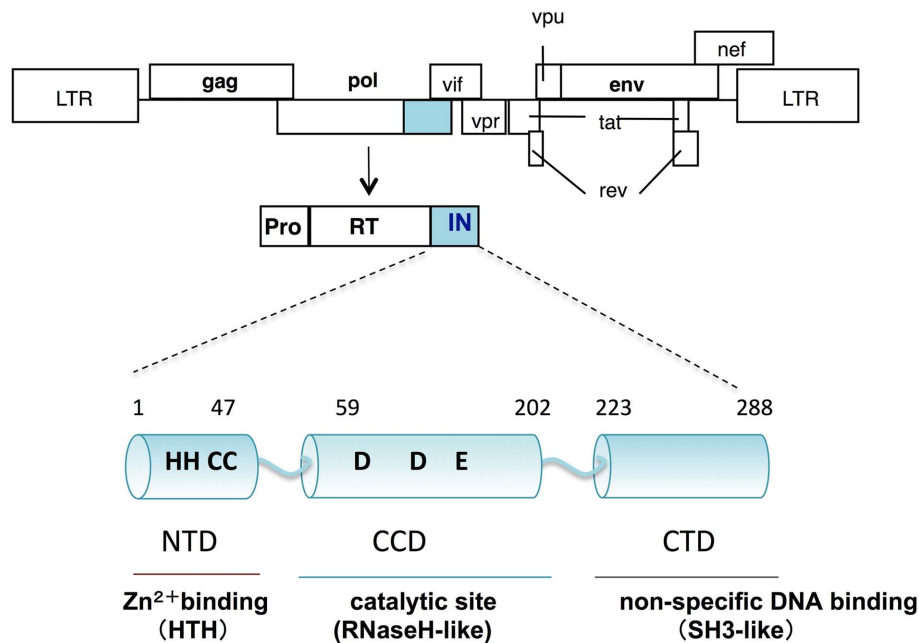 vpu
nef
gag
pol
vif
env
LTR
LTR
vpr
tat
rev
Pro
RT
IN
1
47
59
202
223
288
HH CC
D D E
NTD
CCD
CTD
Zn²⁺binding
(HTH)
catalytic site
(RNaseH-like)
non-specific DNA binding
(SH3-like)